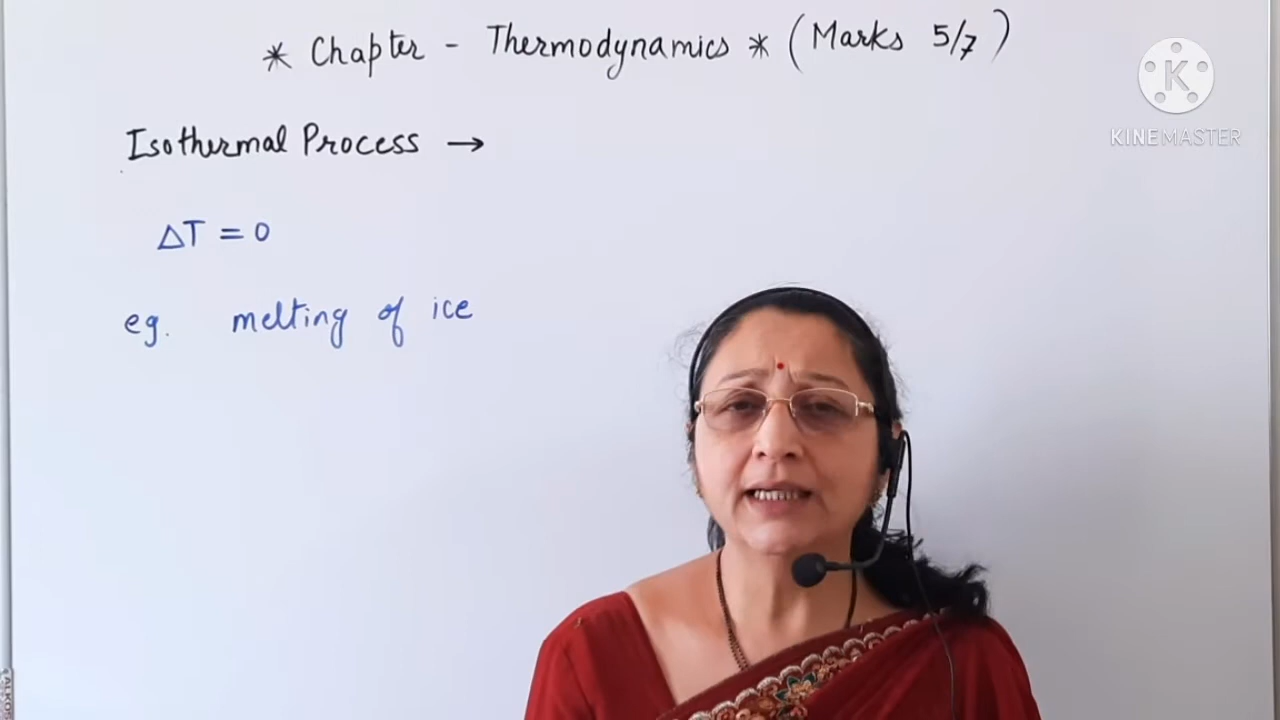 * Chapter - Thermodynamics * (Marks 5/7)
K
KINEMASTER
Isothermal Process →
ΔT = 0
eg. melting of ice